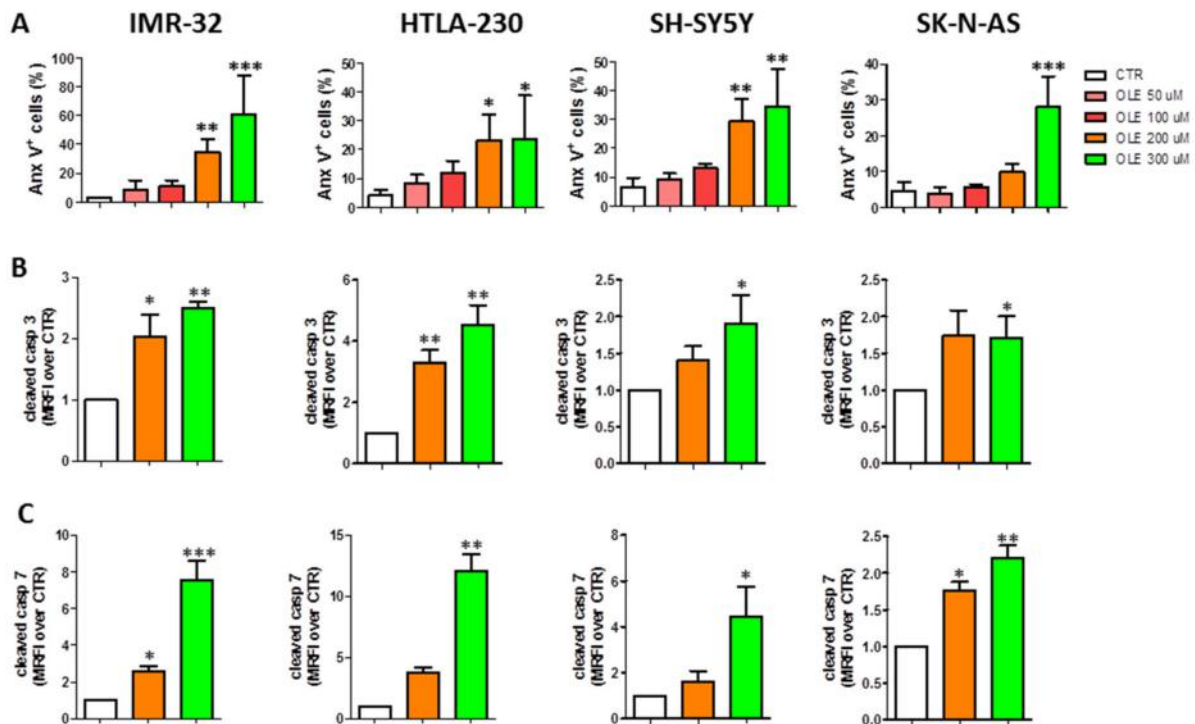 A IMR-32 HTLA-230 SH-SY5Y SK-N-AS
Anx V⁺ cells (%)
100
80
60
40
20
0
**
***
Anx V⁺ cells (%)
50
40
30
20
10
0
*
*
Anx V⁺ cells (%)
50
40
30
20
10
0
**
**
Anx V⁺ cells (%)
40
30
20
10
0
***
CTR
OLE 50 uM
OLE 100 uM
OLE 200 uM
OLE 300 uM
B
cleaved casp 3
(MRFI over CTR)
3
2
1
0
*
**
cleaved casp 3
(MRFI over CTR)
6
4
2
0
**
**
cleaved casp 3
(MRFI over CTR)
2.5
2.0
1.5
1.0
0.5
0.0
*
cleaved casp 3
(MRFI over CTR)
2.5
2.0
1.5
1.0
0.5
0.0
*
C
cleaved casp 7
(MRFI over CTR)
10
8
6
4
2
0
*
***
cleaved casp 7
(MRFI over CTR)
15
10
5
0
**
cleaved casp 7
(MRFI over CTR)
8
6
4
2
0
*
cleaved casp 7
(MRFI over CTR)
2.5
2.0
1.5
1.0
0.5
0.0
*
**